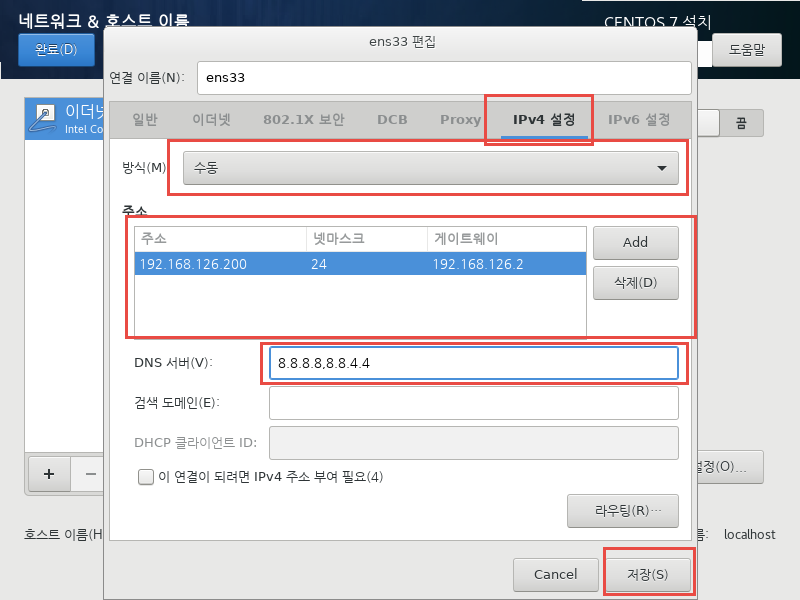 네트워크 & 호스트 이름
CENTOS 7 설치
완료(D)
도움말
ens33 편집
연결 이름(N): ens33
이더넷
Intel Co
일반 이더넷 802.1X 보안 DCB Proxy IPv4 설정 IPv6 설정
끔
방식(M) 수동
주소
주소 넷마스크 게이트웨이
192.168.126.200 24 192.168.126.2
Add
삭제(D)
DNS 서버(V): 8.8.8.8,8.8.4.4
검색 도메인(E):
DHCP 클라이언트 ID:
이 연결이 되려면 IPv4 주소 부여 필요(4)
+ −
설정(O)...
라우팅(R)…
호스트 이름(H
름: localhost
Cancel
저장(S)